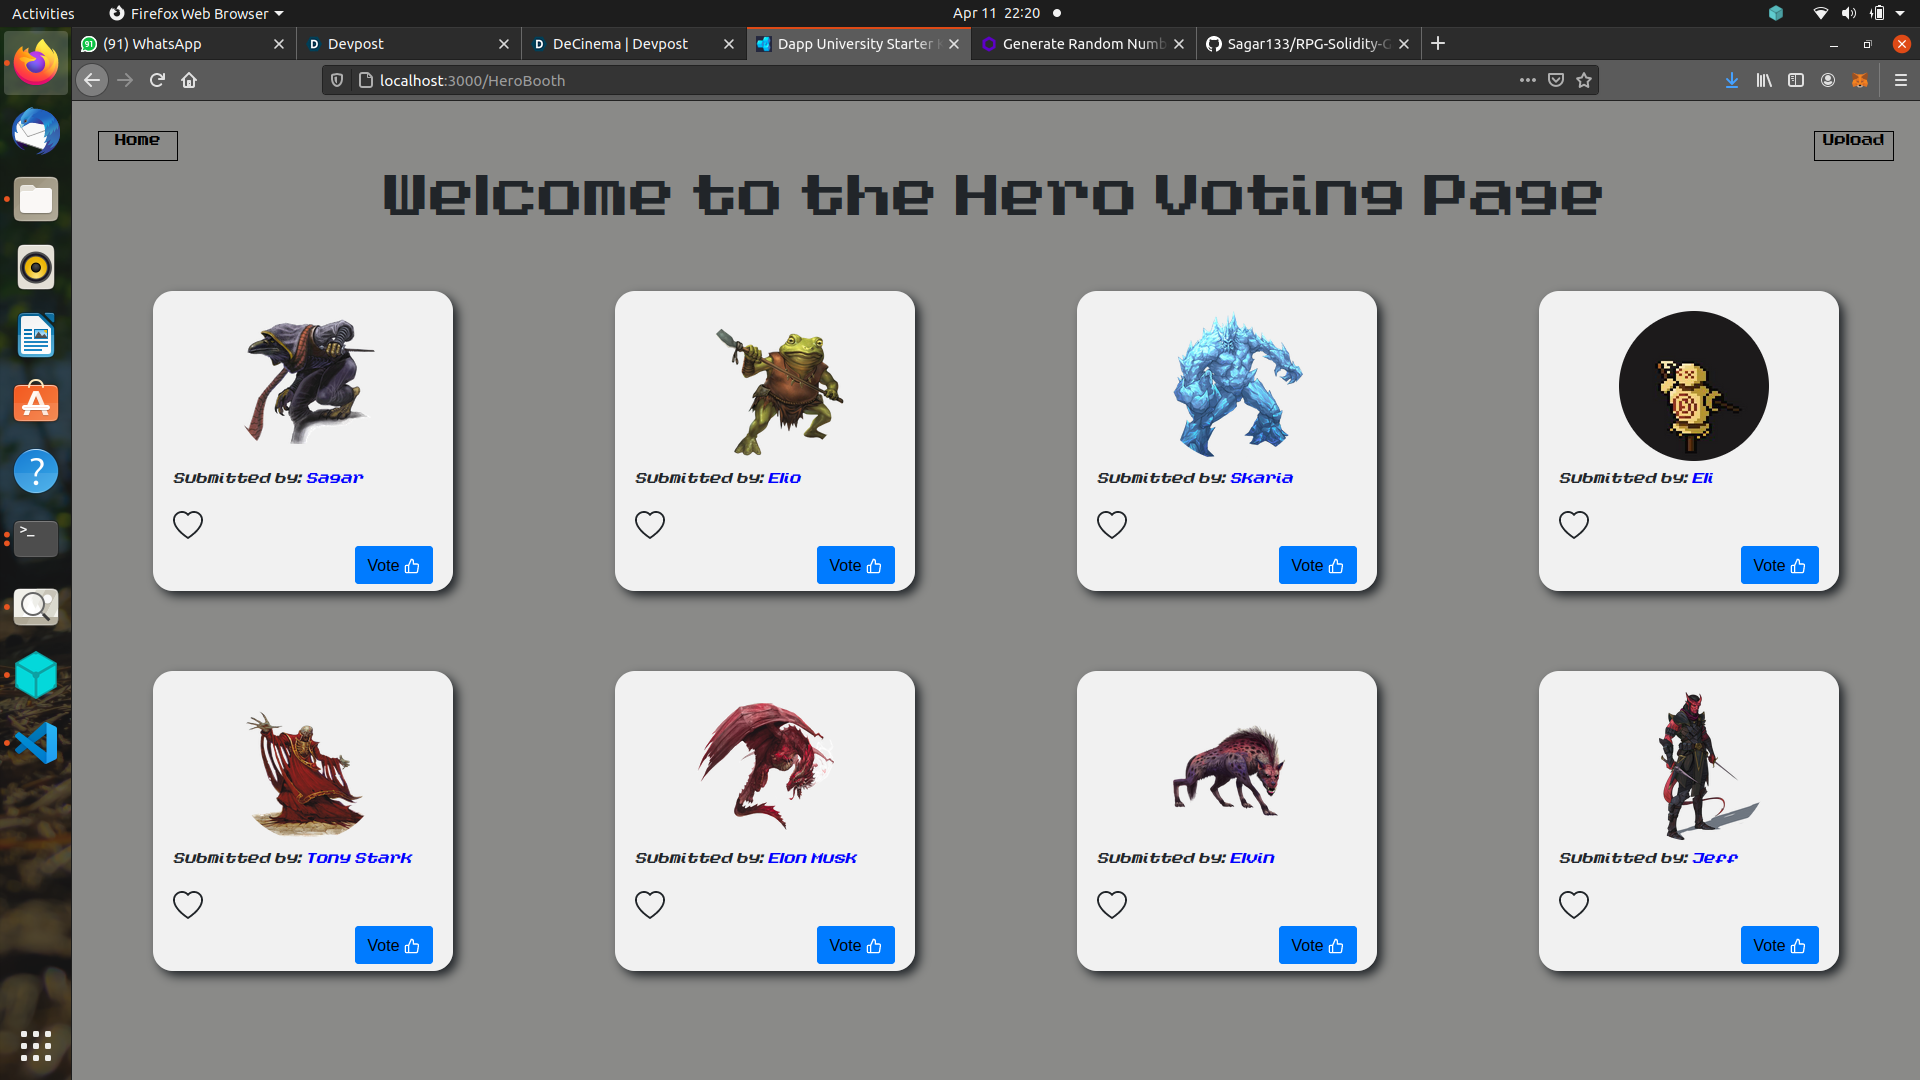 Activities
Firefox Web Browser
Apr 11 22:20
(91) WhatsApp
Devpost
DeCinema | Devpost
Dapp University Starter
Generate Random Numb
Sagar133/RPG-Solidity-G
localhost:3000/HeroBooth
Home
Upload
Welcome to the Hero Voting Page
Submitted by: Sagar
Vote
Submitted by: Elio
Vote
Submitted by: Skaria
Vote
Submitted by: Eli
Vote
Submitted by: Tony Stark
Vote
Submitted by: Elon Musk
Vote
Submitted by: Elvin
Vote
Submitted by: Jeff
Vote